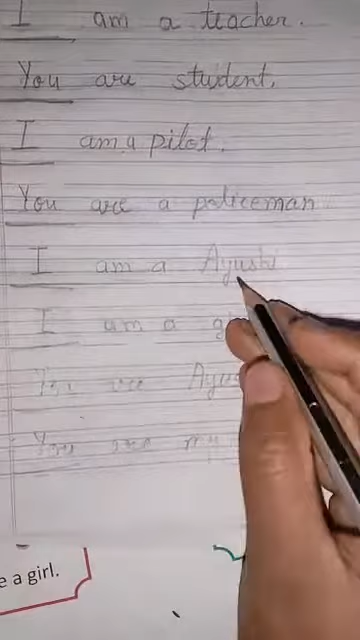 I am a teacher.
You are student.
I am a pilot.
You are a policeman
I am a Ayushi
I am a
You are
You are my
e a girl.